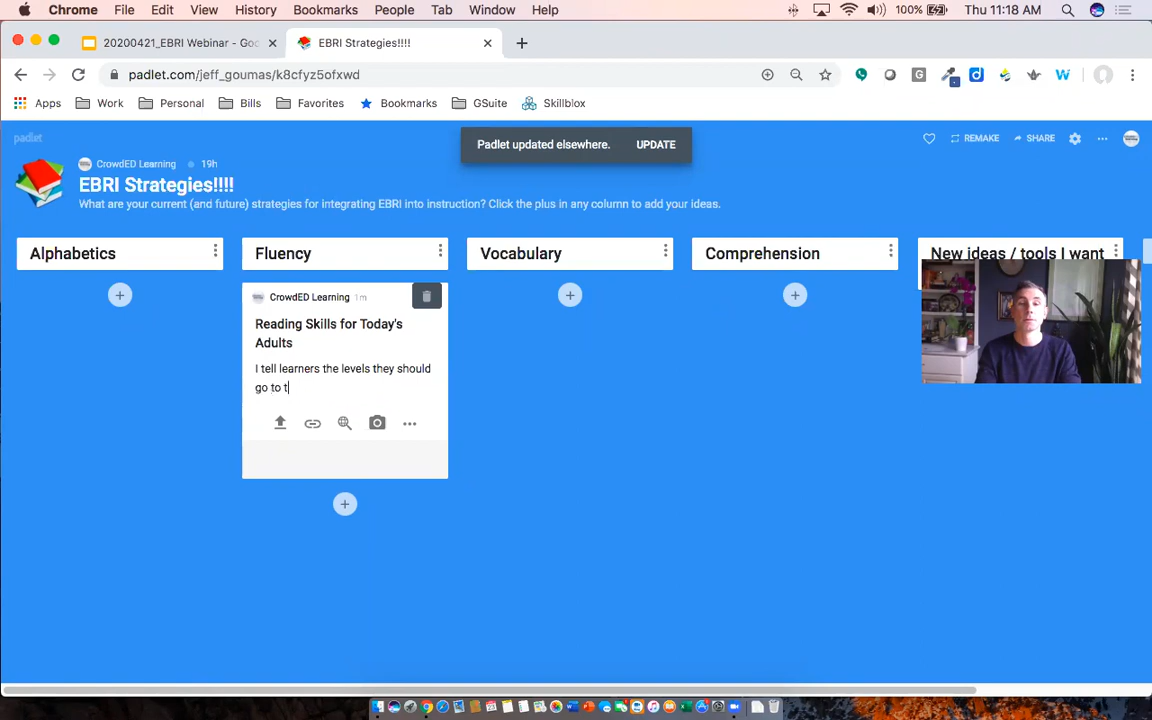 Chrome File Edit View History Bookmarks People Tab Window Help 100% Thu 11:18 AM
20200421_EBRI Webinar - Goo EBRI Strategies!!!!
padlet.com/jeff_goumas/k8cfyz5ofxwd
Apps Work Personal Bills Favorites Bookmarks GSuite Skillblox
padlet
Padlet updated elsewhere. UPDATE
REMAKE SHARE
CrowdED Learning 19h
EBRI Strategies!!!!
What are your current (and future) strategies for integrating EBRI into instruction? Click the plus in any column to add your ideas.
Alphabetics Fluency Vocabulary Comprehension New ideas / tools I want
CrowdED Learning 1m
Reading Skills for Today's
Adults
I tell learners the levels they should
go to t